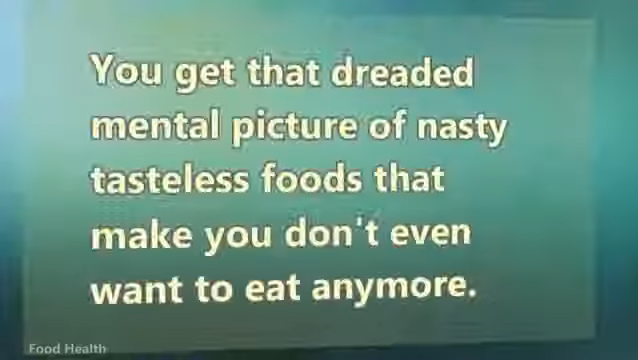 You get that dreaded
mental picture of nasty
tasteless foods that
make you don't even
want to eat anymore.
Food Health